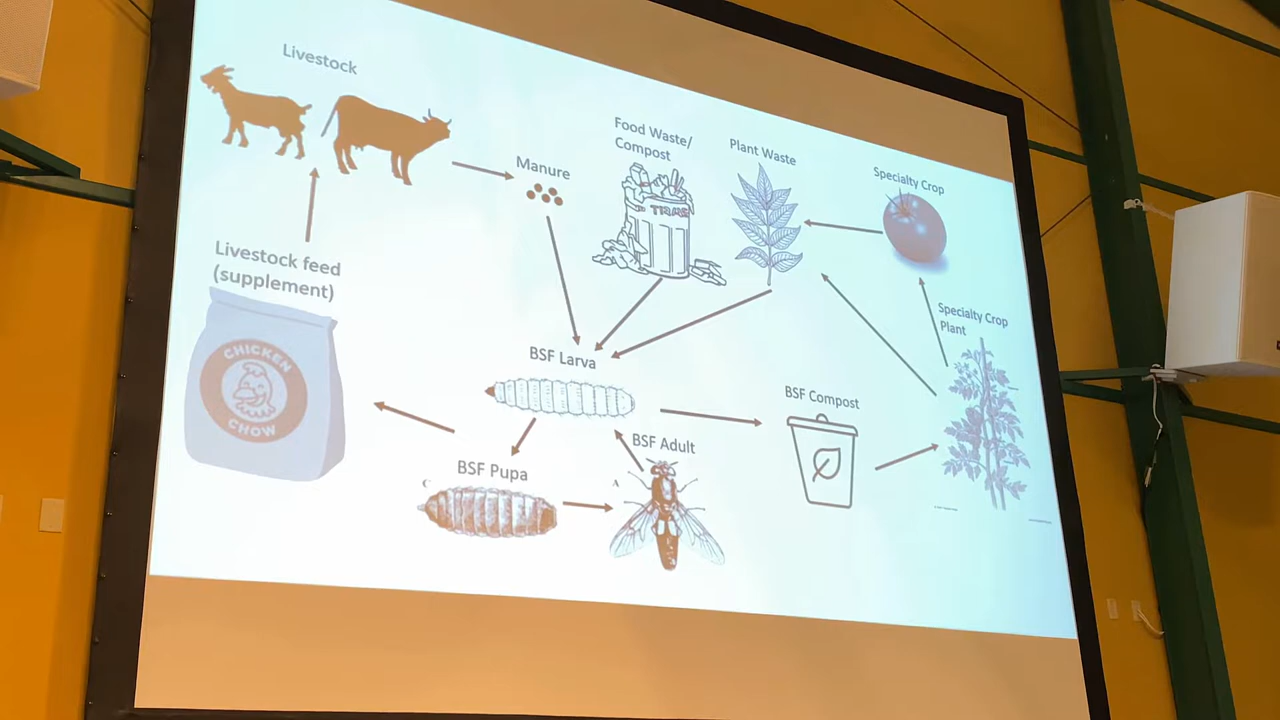 Livestock
Food Waste/
Compost
Plant Waste
Manure
Specialty Crop
TRASH
Livestock feed
(supplement)
Specialty Crop
Plant
CHICKEN
CHOW
BSF Larva
BSF Compost
BSF Adult
BSF Pupa
C
A